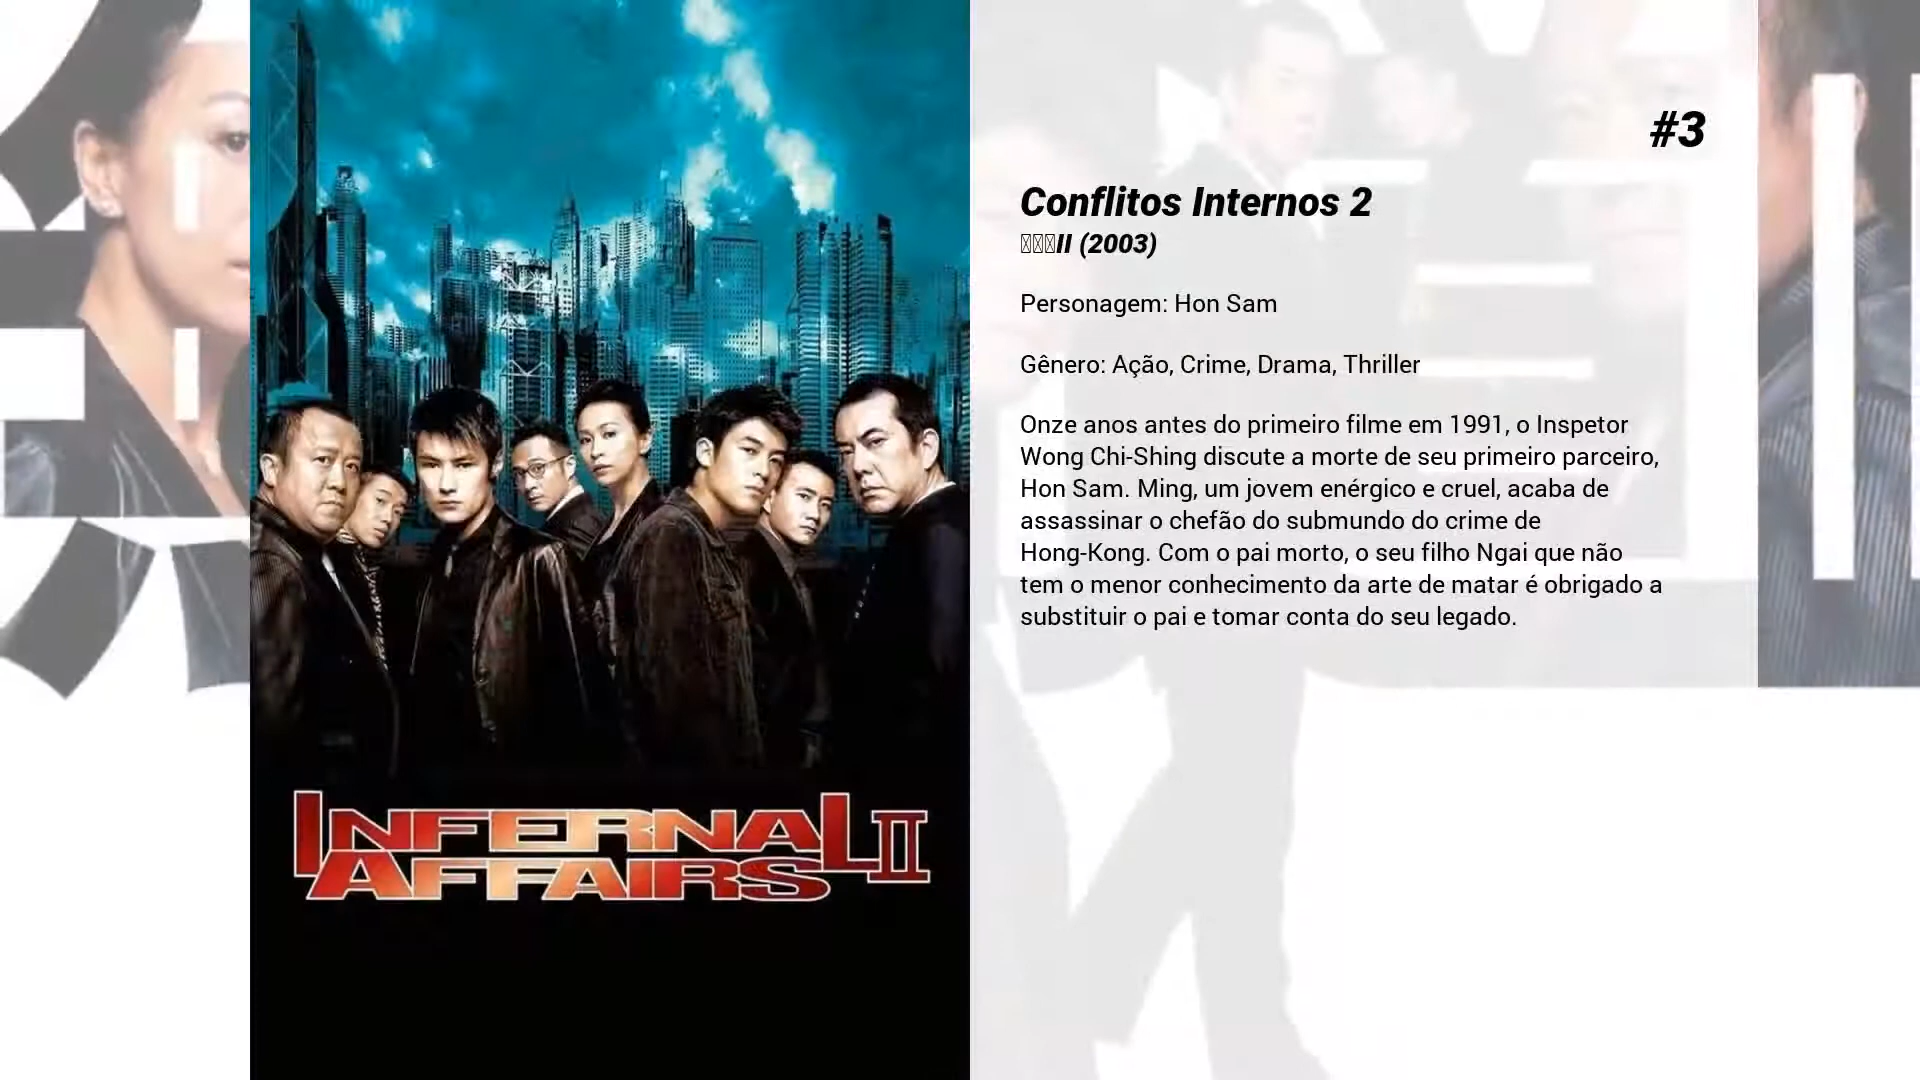 INFERNAL
AFFAIRS II
#3
Conflitos Internos 2
II (2003)
Personagem: Hon Sam
Gênero: Ação, Crime, Drama, Thriller
Onze anos antes do primeiro filme em 1991, o Inspetor
Wong Chi-Shing discute a morte de seu primeiro parceiro,
Hon Sam. Ming, um jovem enérgico e cruel, acaba de
assassinar o chefão do submundo do crime de
Hong-Kong. Com o pai morto, o seu filho Ngai que não
tem o menor conhecimento da arte de matar é obrigado a
substituir o pai e tomar conta do seu legado.